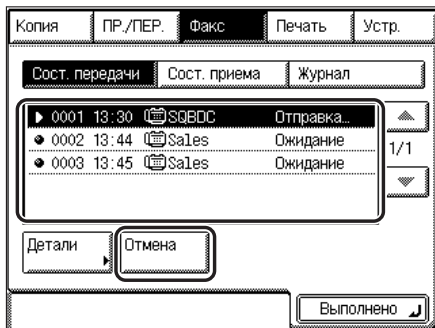 Копия ПР./ПЕР. Факс Печать Устр.
Сост. передачи Сост. приема Журнал
0001 13:30 SQBDC Отправка…
0002 13:44 Sales Ожидание
0003 13:45 Sales Ожидание
1/1
Детали Отмена
Выполнено